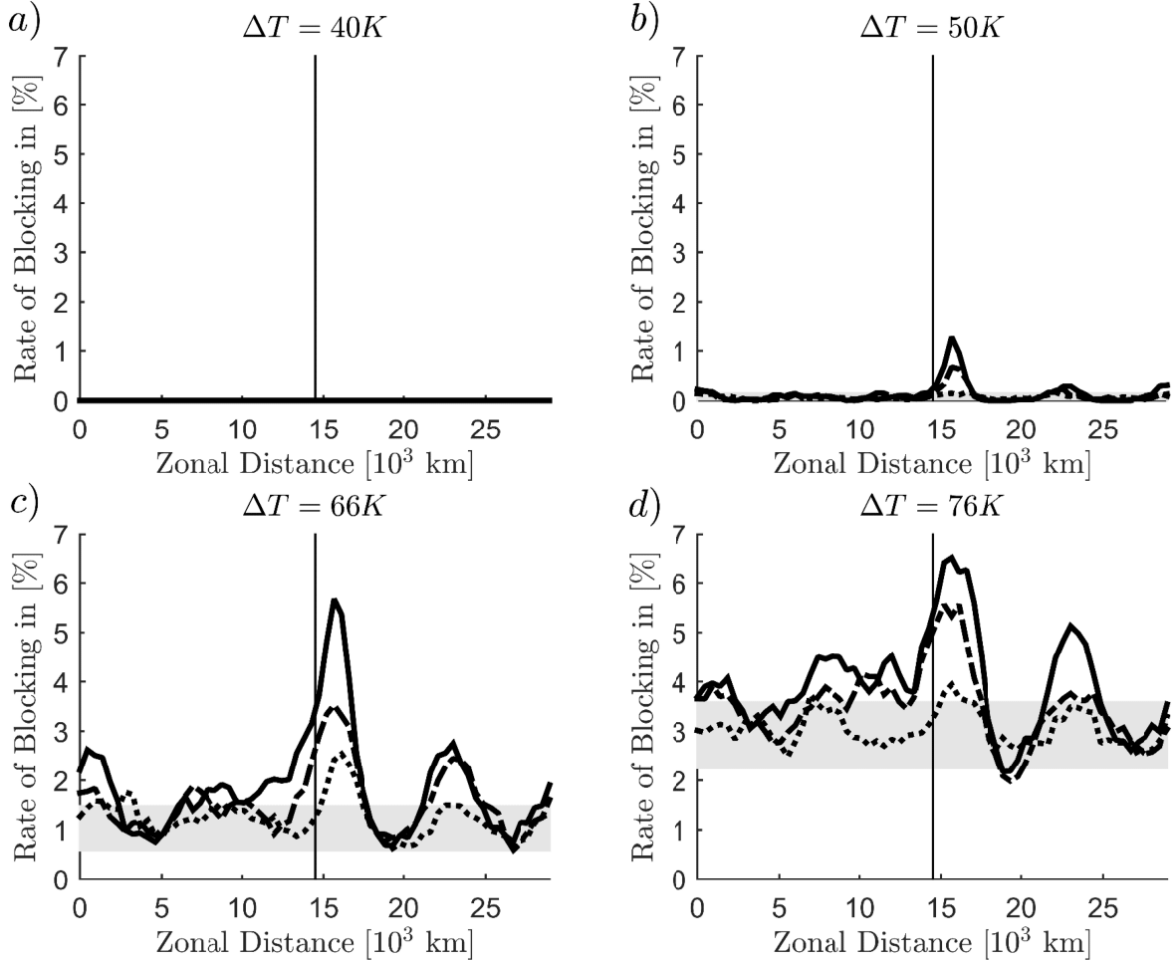 a)
ΔT = 40K
Rate of Blocking in [%]
7
6
5
4
3
2
1
0
0 5 10 15 20 25
Zonal Distance [10³ km]
b)
ΔT = 50K
Rate of Blocking in [%]
7
6
5
4
3
2
1
0
0 5 10 15 20 25
Zonal Distance [10³ km]
c)
ΔT = 66K
Rate of Blocking in [%]
7
6
5
4
3
2
1
0
0 5 10 15 20 25
Zonal Distance [10³ km]
d)
ΔT = 76K
Rate of Blocking in [%]
7
6
5
4
3
2
1
0
0 5 10 15 20 25
Zonal Distance [10³ km]